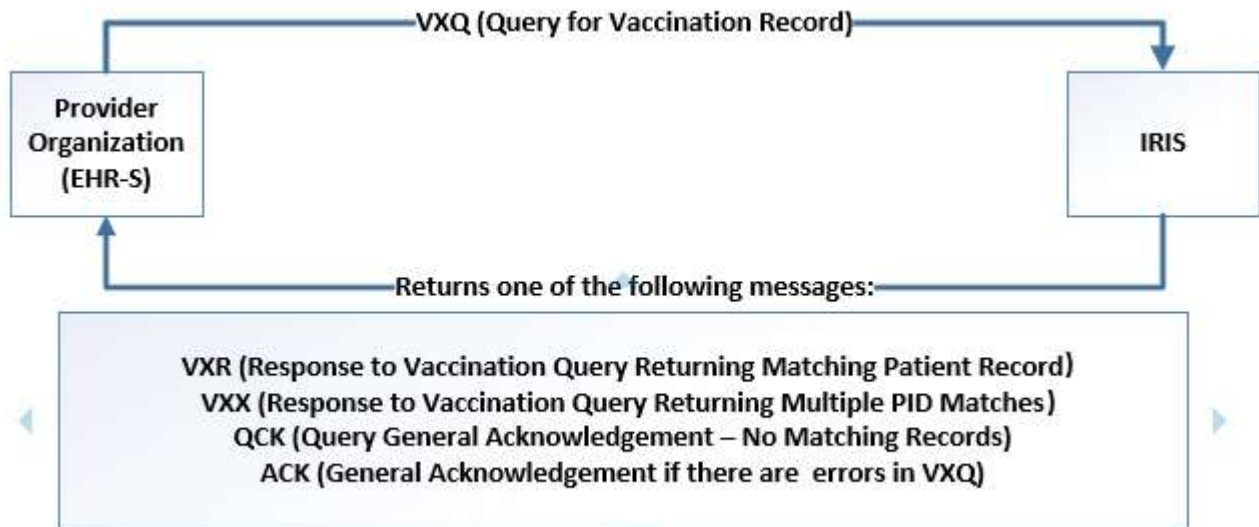 VXQ (Query for Vaccination Record)
Provider
Organization
(EHR-S)
IRIS
Returns one of the following messages:
VXR (Response to Vaccination Query Returning Matching Patient Record)
VXX (Response to Vaccination Query Returning Multiple PID Matches)
QCK (Query General Acknowledgement – No Matching Records)
ACK (General Acknowledgement if there are errors in VXQ)